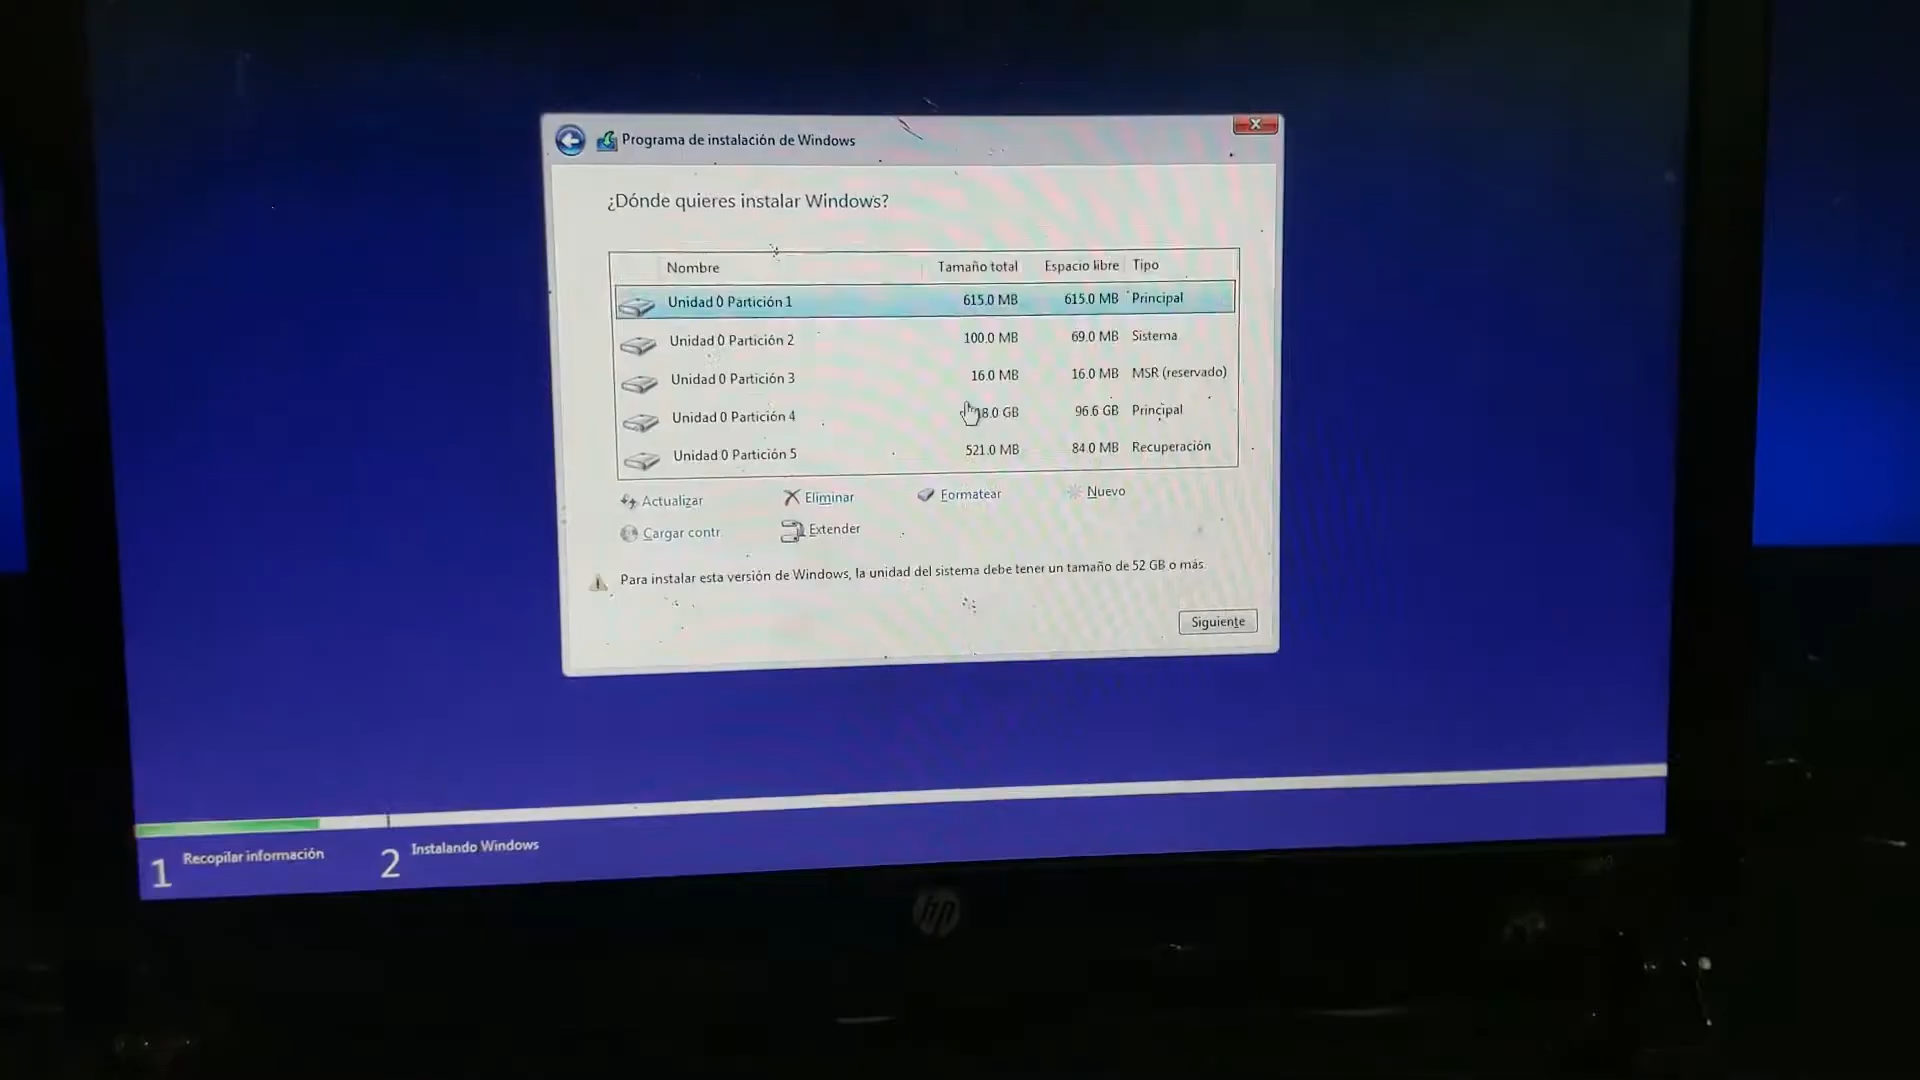 Programa de instalación de Windows
¿Dónde quieres instalar Windows?
Nombre Tamaño total Espacio libre Tipo
Unidad 0 Partición 1 615.0 MB 615.0 MB Principal
Unidad 0 Partición 2 100.0 MB 69.0 MB Sistema
Unidad 0 Partición 3 16.0 MB 16.0 MB MSR (reservado)
Unidad 0 Partición 4 8.0 GB 96.6 GB Principal
Unidad 0 Partición 5 521.0 MB 84.0 MB Recuperación
Actualizar Eliminar Formatear Nuevo
Cargar contr Extender
Para instalar esta versión de Windows, la unidad del sistema debe tener un tamaño de 52 GB o más.
Siguiente
1 Recopilar información 2 Instalando Windows
hp